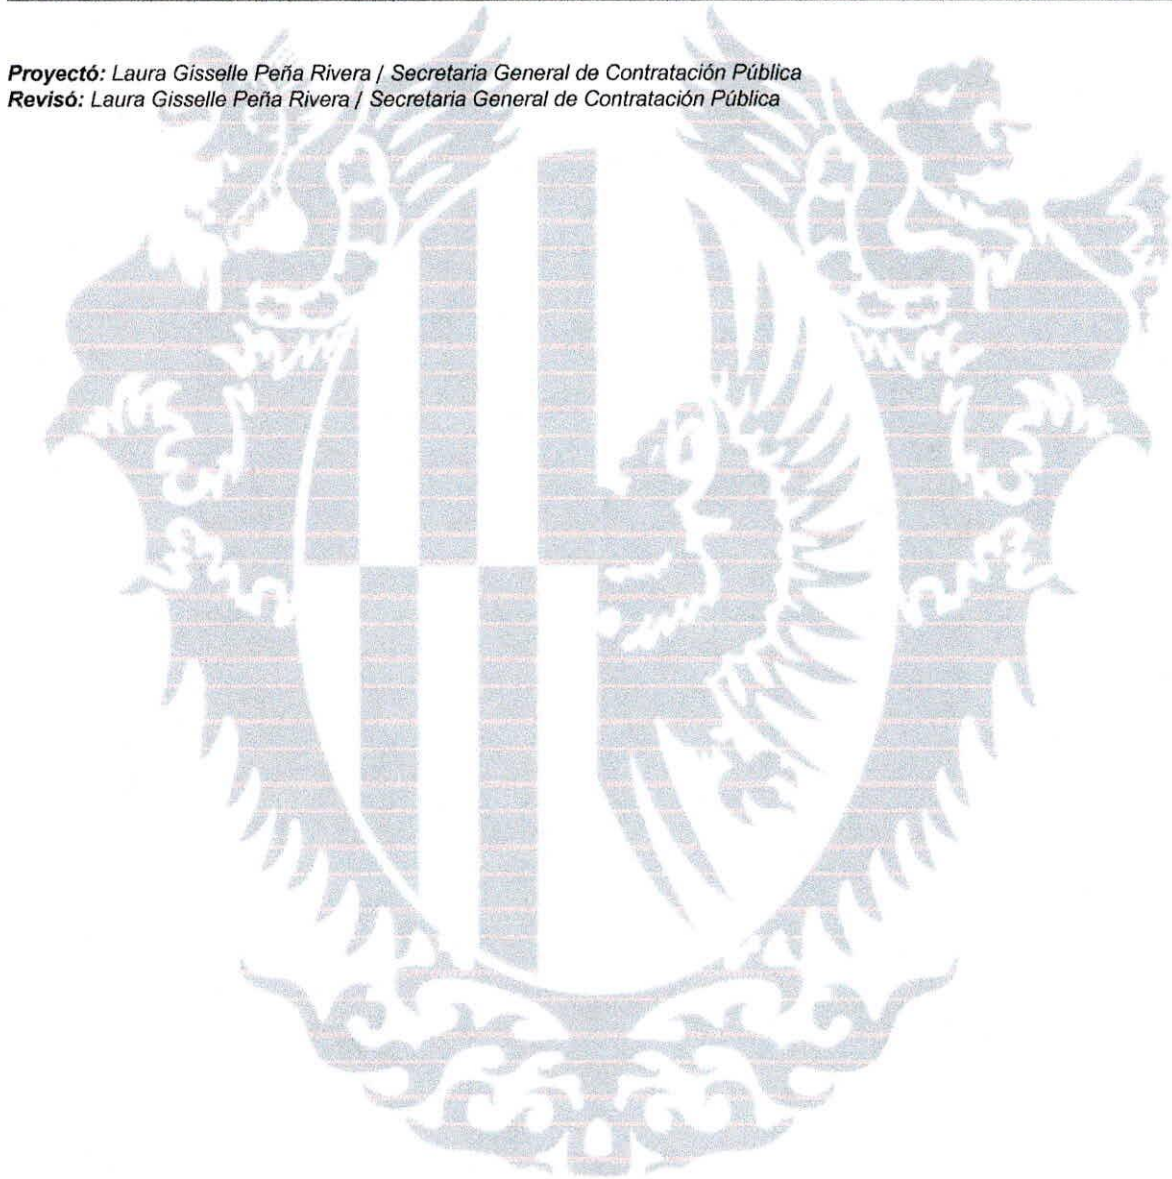 Proyectó: Laura Gisselle Peña Rivera / Secretaria General de Contratación Pública
Revisó: Laura Gisselle Peña Rivera / Secretaria General de Contratación Pública